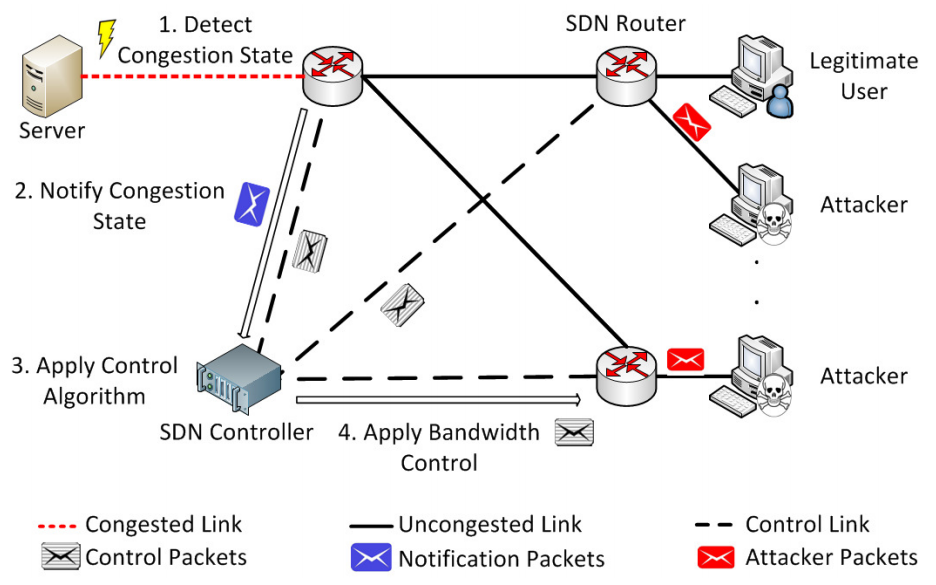 1. Detect
Congestion State
SDN Router
Server
Legitimate
User
2. Notify Congestion
State
Attacker
3. Apply Control
Algorithm
SDN Controller
4. Apply Bandwidth
Control
Attacker
Congested Link
Uncongested Link
Control Link
Control Packets
Notification Packets
Attacker Packets